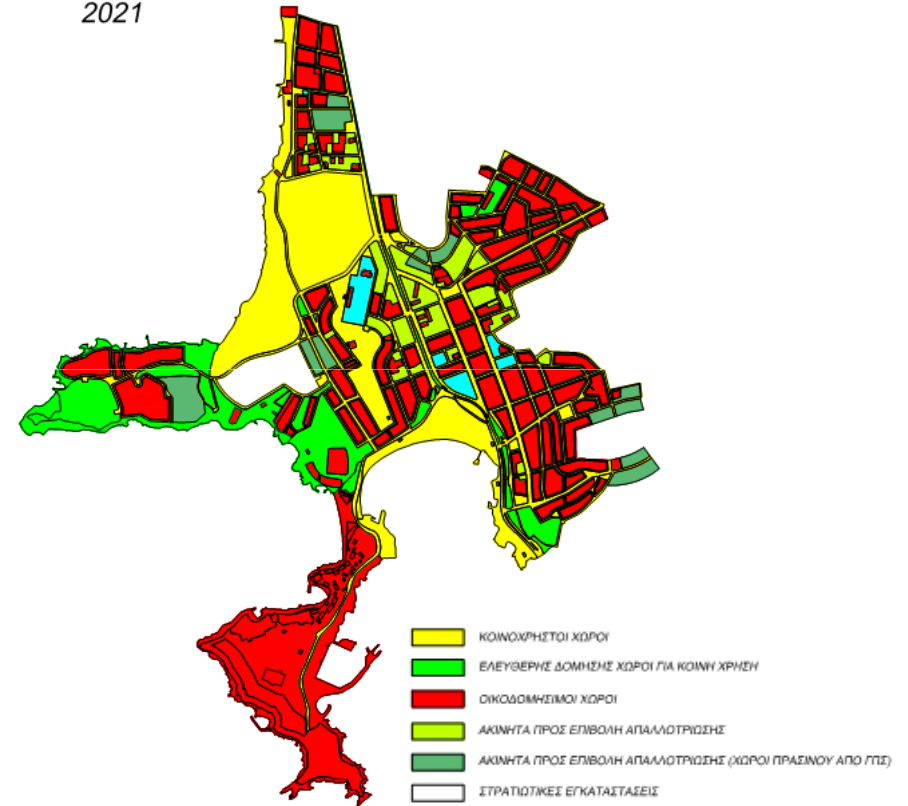 2021
ΚΟΙΝΟΧΡΗΣΤΟΙ ΧΩΡΟΙ
ΕΛΕΥΘΕΡΗΣ ΔΟΜΗΣΗΣ ΧΩΡΟΙ ΓΙΑ ΚΟΙΝΗ ΧΡΗΣΗ
ΟΙΚΟΔΟΜΗΣΙΜΟΙ ΧΩΡΟΙ
ΑΚΙΝΗΤΑ ΠΡΟΣ ΕΠΙΒΟΛΗ ΑΠΑΛΛΟΤΡΙΩΣΗΣ
ΑΚΙΝΗΤΑ ΠΡΟΣ ΕΠΙΒΟΛΗ ΑΠΑΛΛΟΤΡΙΩΣΗΣ (ΧΩΡΟΙ ΠΡΑΣΙΝΟΥ ΑΠΟ ΓΠΣ)
ΣΤΡΑΤΙΩΤΙΚΕΣ ΕΓΚΑΤΑΣΤΑΣΕΙΣ